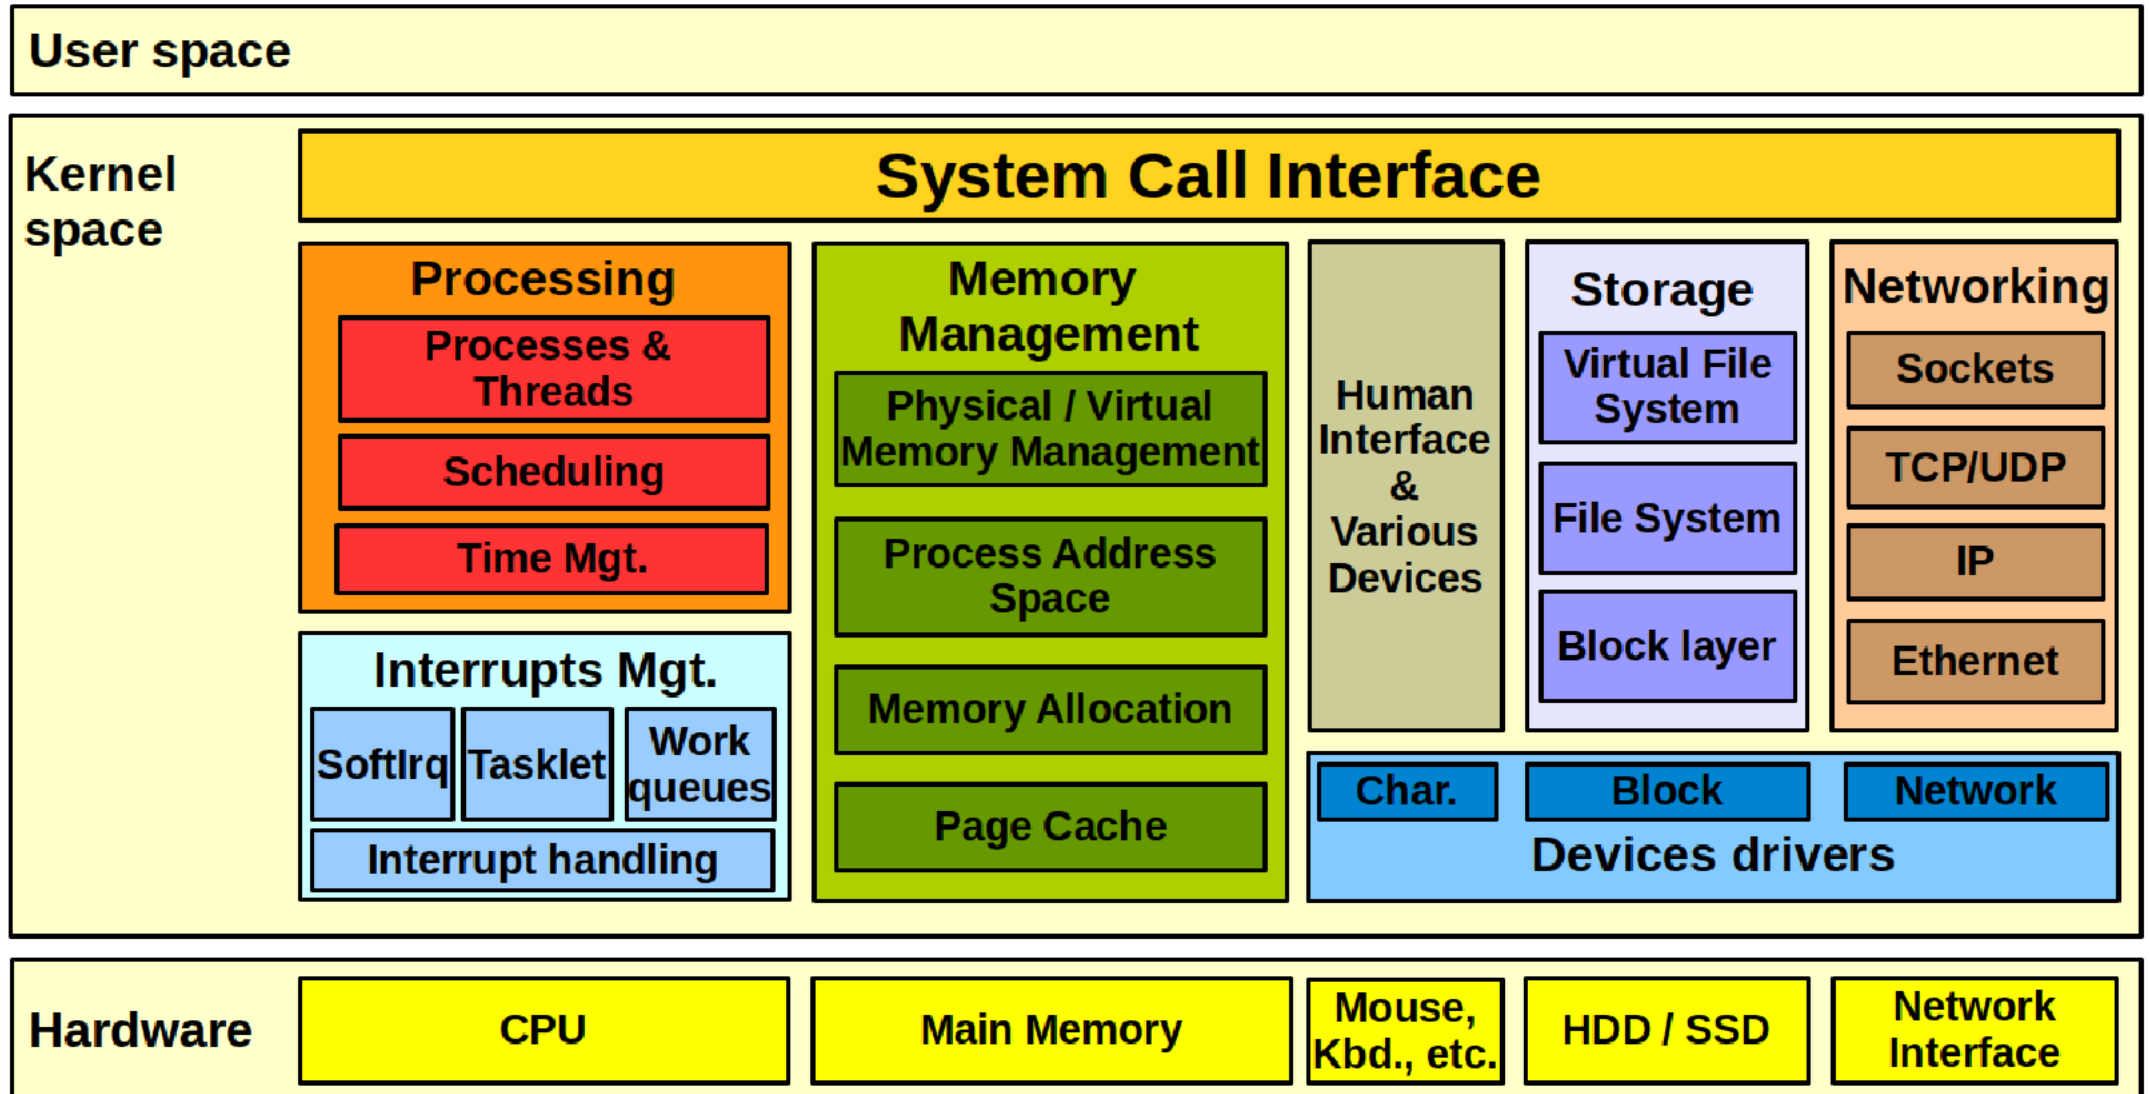 User space
Kernel
space
System Call Interface
Processing
Processes &
Threads
Scheduling
Time Mgt.
Interrupts Mgt.
SoftIrq
Tasklet
Work
queues
Interrupt handling
Memory
Management
Physical / Virtual
Memory Management
Process Address
Space
Memory Allocation
Page Cache
Human
Interface
&
Various
Devices
Storage
Virtual File
System
File System
Block layer
Networking
Sockets
TCP/UDP
IP
Ethernet
Char.
Block
Network
Devices drivers
Hardware
CPU
Main Memory
Mouse,
Kbd., etc.
HDD / SSD
Network
Interface